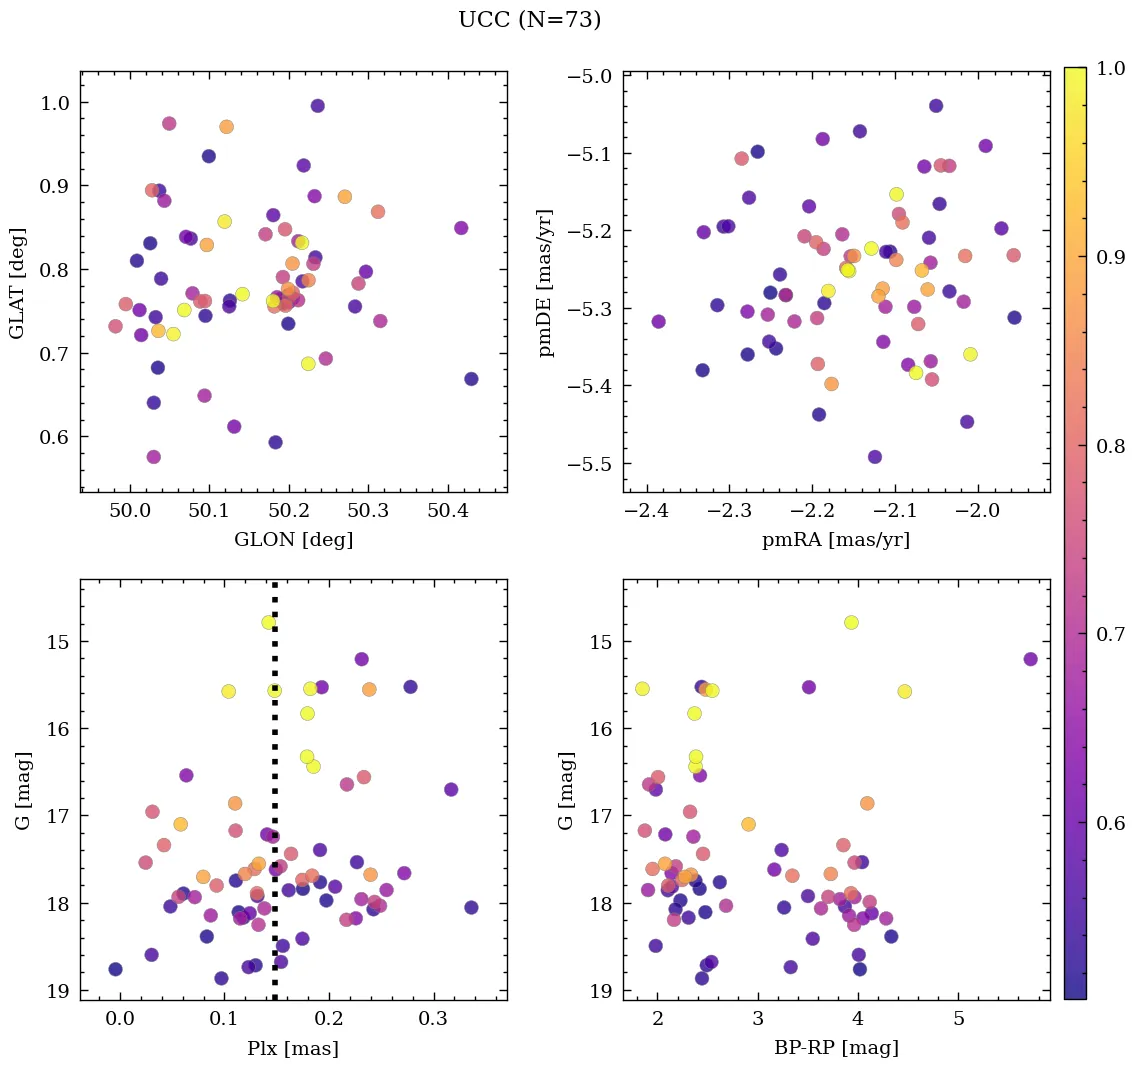 UCC (N=73)
1.0
0.9
0.8
0.7
0.6
GLAT [deg]
50.0 50.1 50.2 50.3 50.4
GLON [deg]
−5.0
−5.1
−5.2
−5.3
−5.4
−5.5
pmDE [mas/yr]
−2.4 −2.3 −2.2 −2.1 −2.0
pmRA [mas/yr]
1.0
0.9
0.8
0.7
0.6
15
16
17
18
19
G [mag]
0.0 0.1 0.2 0.3
Plx [mas]
15
16
17
18
19
G [mag]
2 3 4 5
BP-RP [mag]